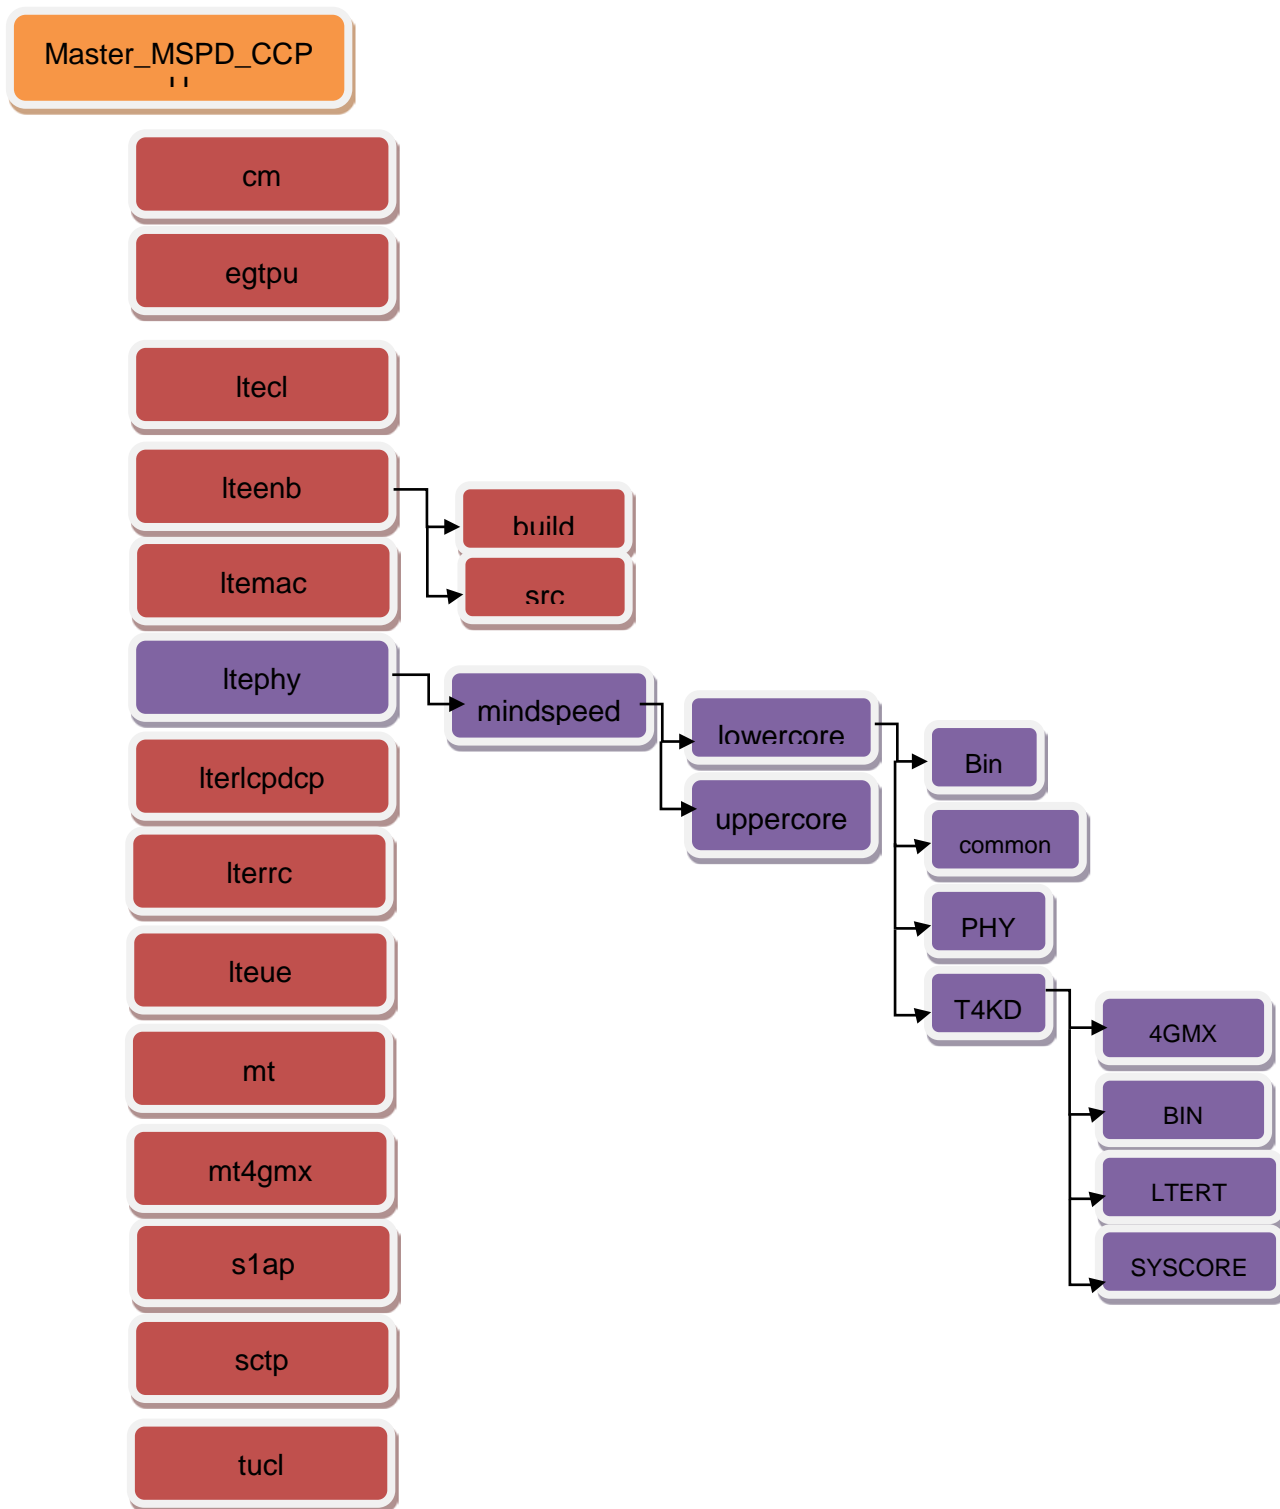 Master_MSPD_CCP
cm
egtpu
ltecl
lteenb
build
src
ltemac
ltephy
mindspeed
lowercore
uppercore
Bin
common
PHY
T4KD
4GMX
BIN
LTERT
SYSCORE
lterlcpdcp
lterrc
lteue
mt
mt4gmx
s1ap
sctp
tucl